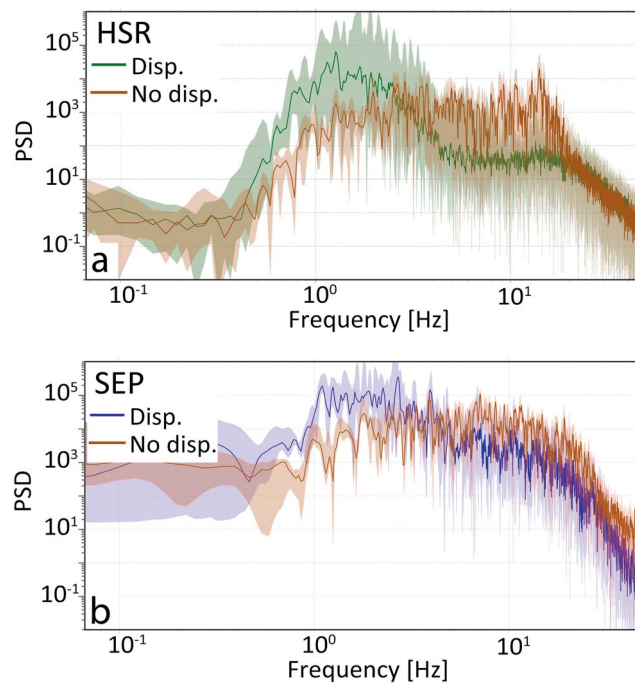 HSR
Disp.
No disp.
PSD
10^5
10^3
10^1
10^-1
a
10^-1
10^0
10^1
Frequency [Hz]
SEP
Disp.
No disp.
PSD
10^5
10^3
10^1
10^-1
b
10^-1
10^0
10^1
Frequency [Hz]